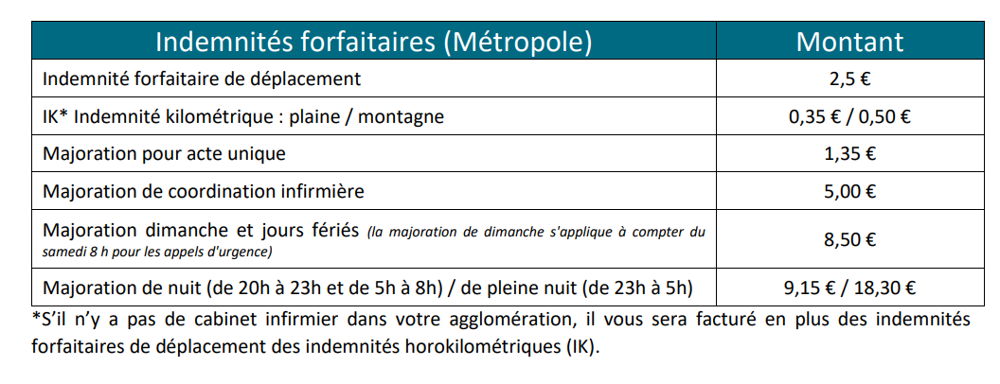 Indemnités forfaitaires (Métropole) Montant
Indemnité forfaitaire de déplacement 2,5 €
IK* Indemnité kilométrique : plaine / montagne 0,35 € / 0,50 €
Majoration pour acte unique 1,35 €
Majoration de coordination infirmière 5,00 €
Majoration dimanche et jours fériés (la majoration de dimanche s'applique à compter du
samedi 8 h pour les appels d'urgence) 8,50 €
Majoration de nuit (de 20h à 23h et de 5h à 8h) / de pleine nuit (de 23h à 5h) 9,15 € / 18,30 €
*S’il n’y a pas de cabinet infirmier dans votre agglomération, il vous sera facturé en plus des indemnités
forfaitaires de déplacement des indemnités horokilométriques (IK).